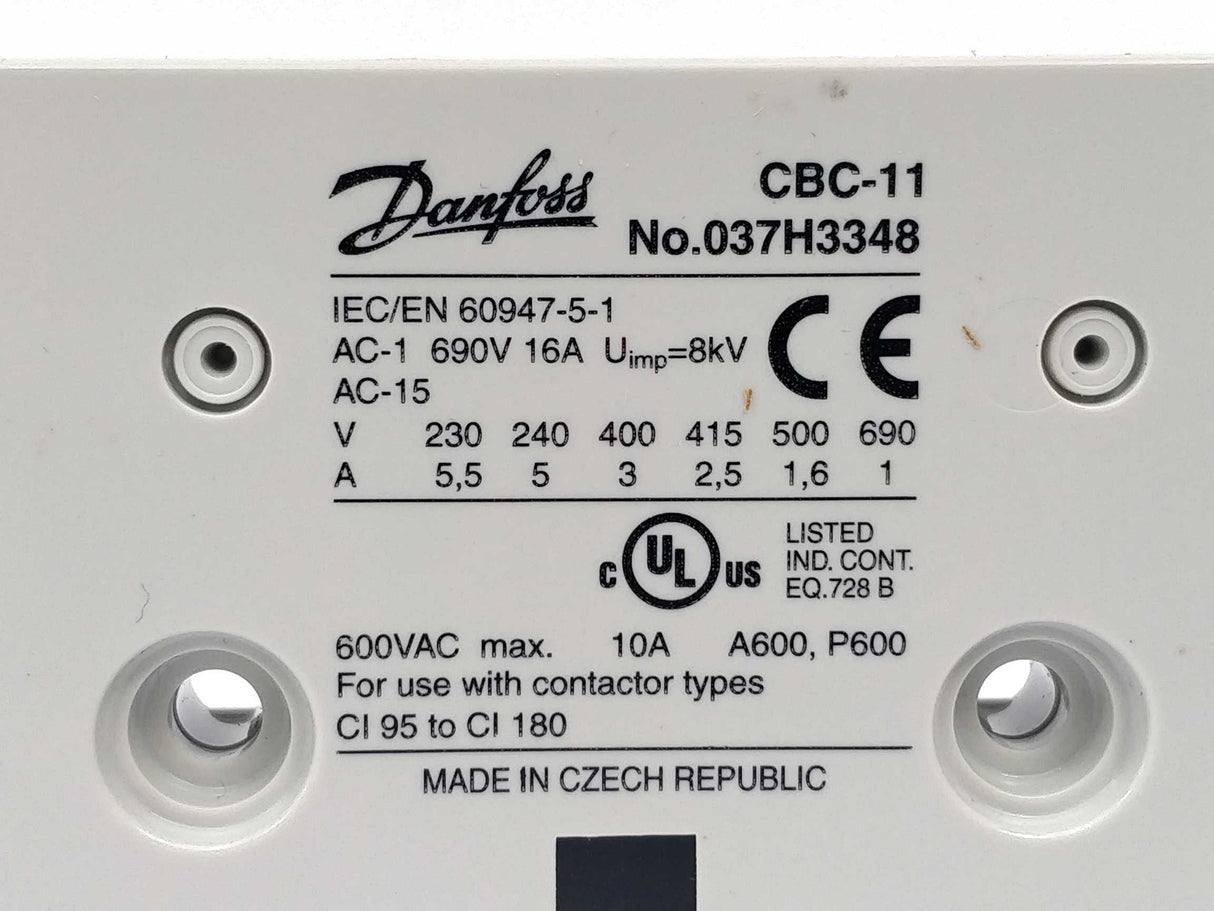 Danfoss CBC-11
No.037H3348
IEC/EN 60947-5-1
AC-1 690V 16A Uimp=8kV
CE
AC-15
V 230 240 400 415 500 690
A 5,5 5 3 2,5 1,6 1
c UL US LISTED
IND. CONT.
EQ.728 B
600VAC max. 10A A600, P600
For use with contactor types
CI 95 to CI 180
MADE IN CZECH REPUBLIC